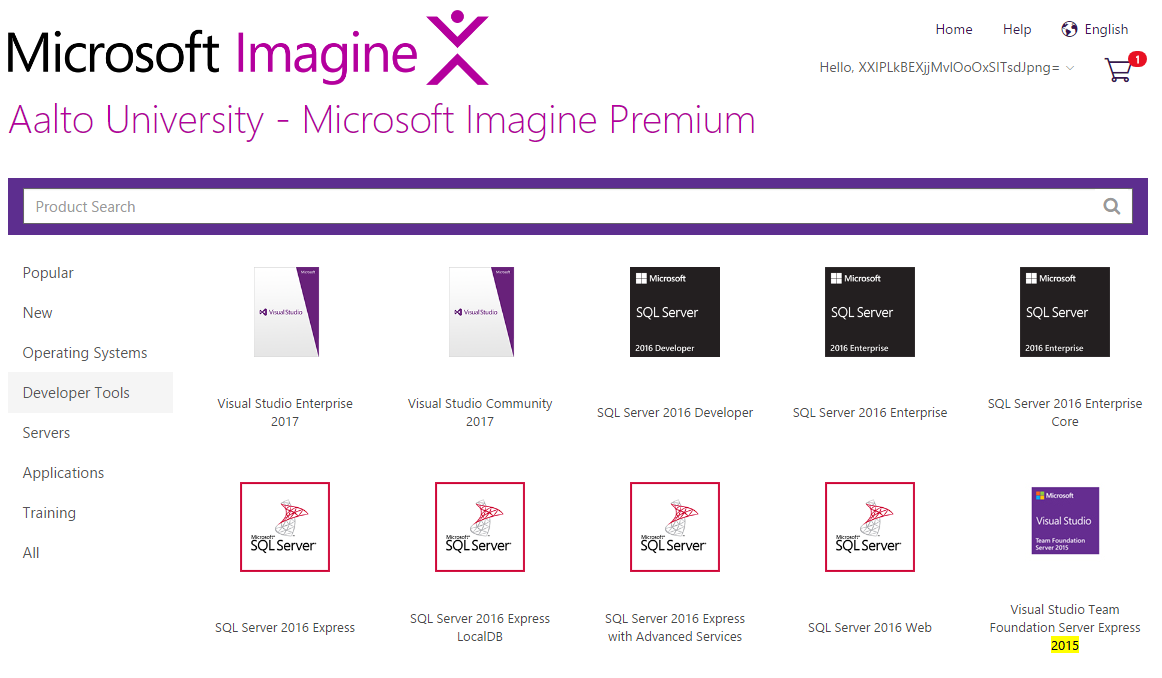 Microsoft Imagine
Home Help English
Hello, XXIPLkBEXjjMvIOoOxSITsdJpng=
1
Aalto University - Microsoft Imagine Premium
Product Search
Popular
New
Operating Systems
Developer Tools
Servers
Applications
Training
All
Microsoft
Visual Studio
Visual Studio Enterprise
2017
Microsoft
Visual Studio
Visual Studio Community
2017
Microsoft
SQL Server
2016 Developer
SQL Server 2016 Developer
Microsoft
SQL Server
2016 Enterprise
SQL Server 2016 Enterprise
Microsoft
SQL Server
2016 Enterprise
SQL Server 2016 Enterprise
Core
Microsoft®
SQL Server®
SQL Server 2016 Express
Microsoft®
SQL Server®
SQL Server 2016 Express
LocalDB
Microsoft®
SQL Server®
SQL Server 2016 Express
with Advanced Services
Microsoft®
SQL Server®
SQL Server 2016 Web
Microsoft
Visual Studio
Team Foundation
Server 2015
Visual Studio Team
Foundation Server Express
2015